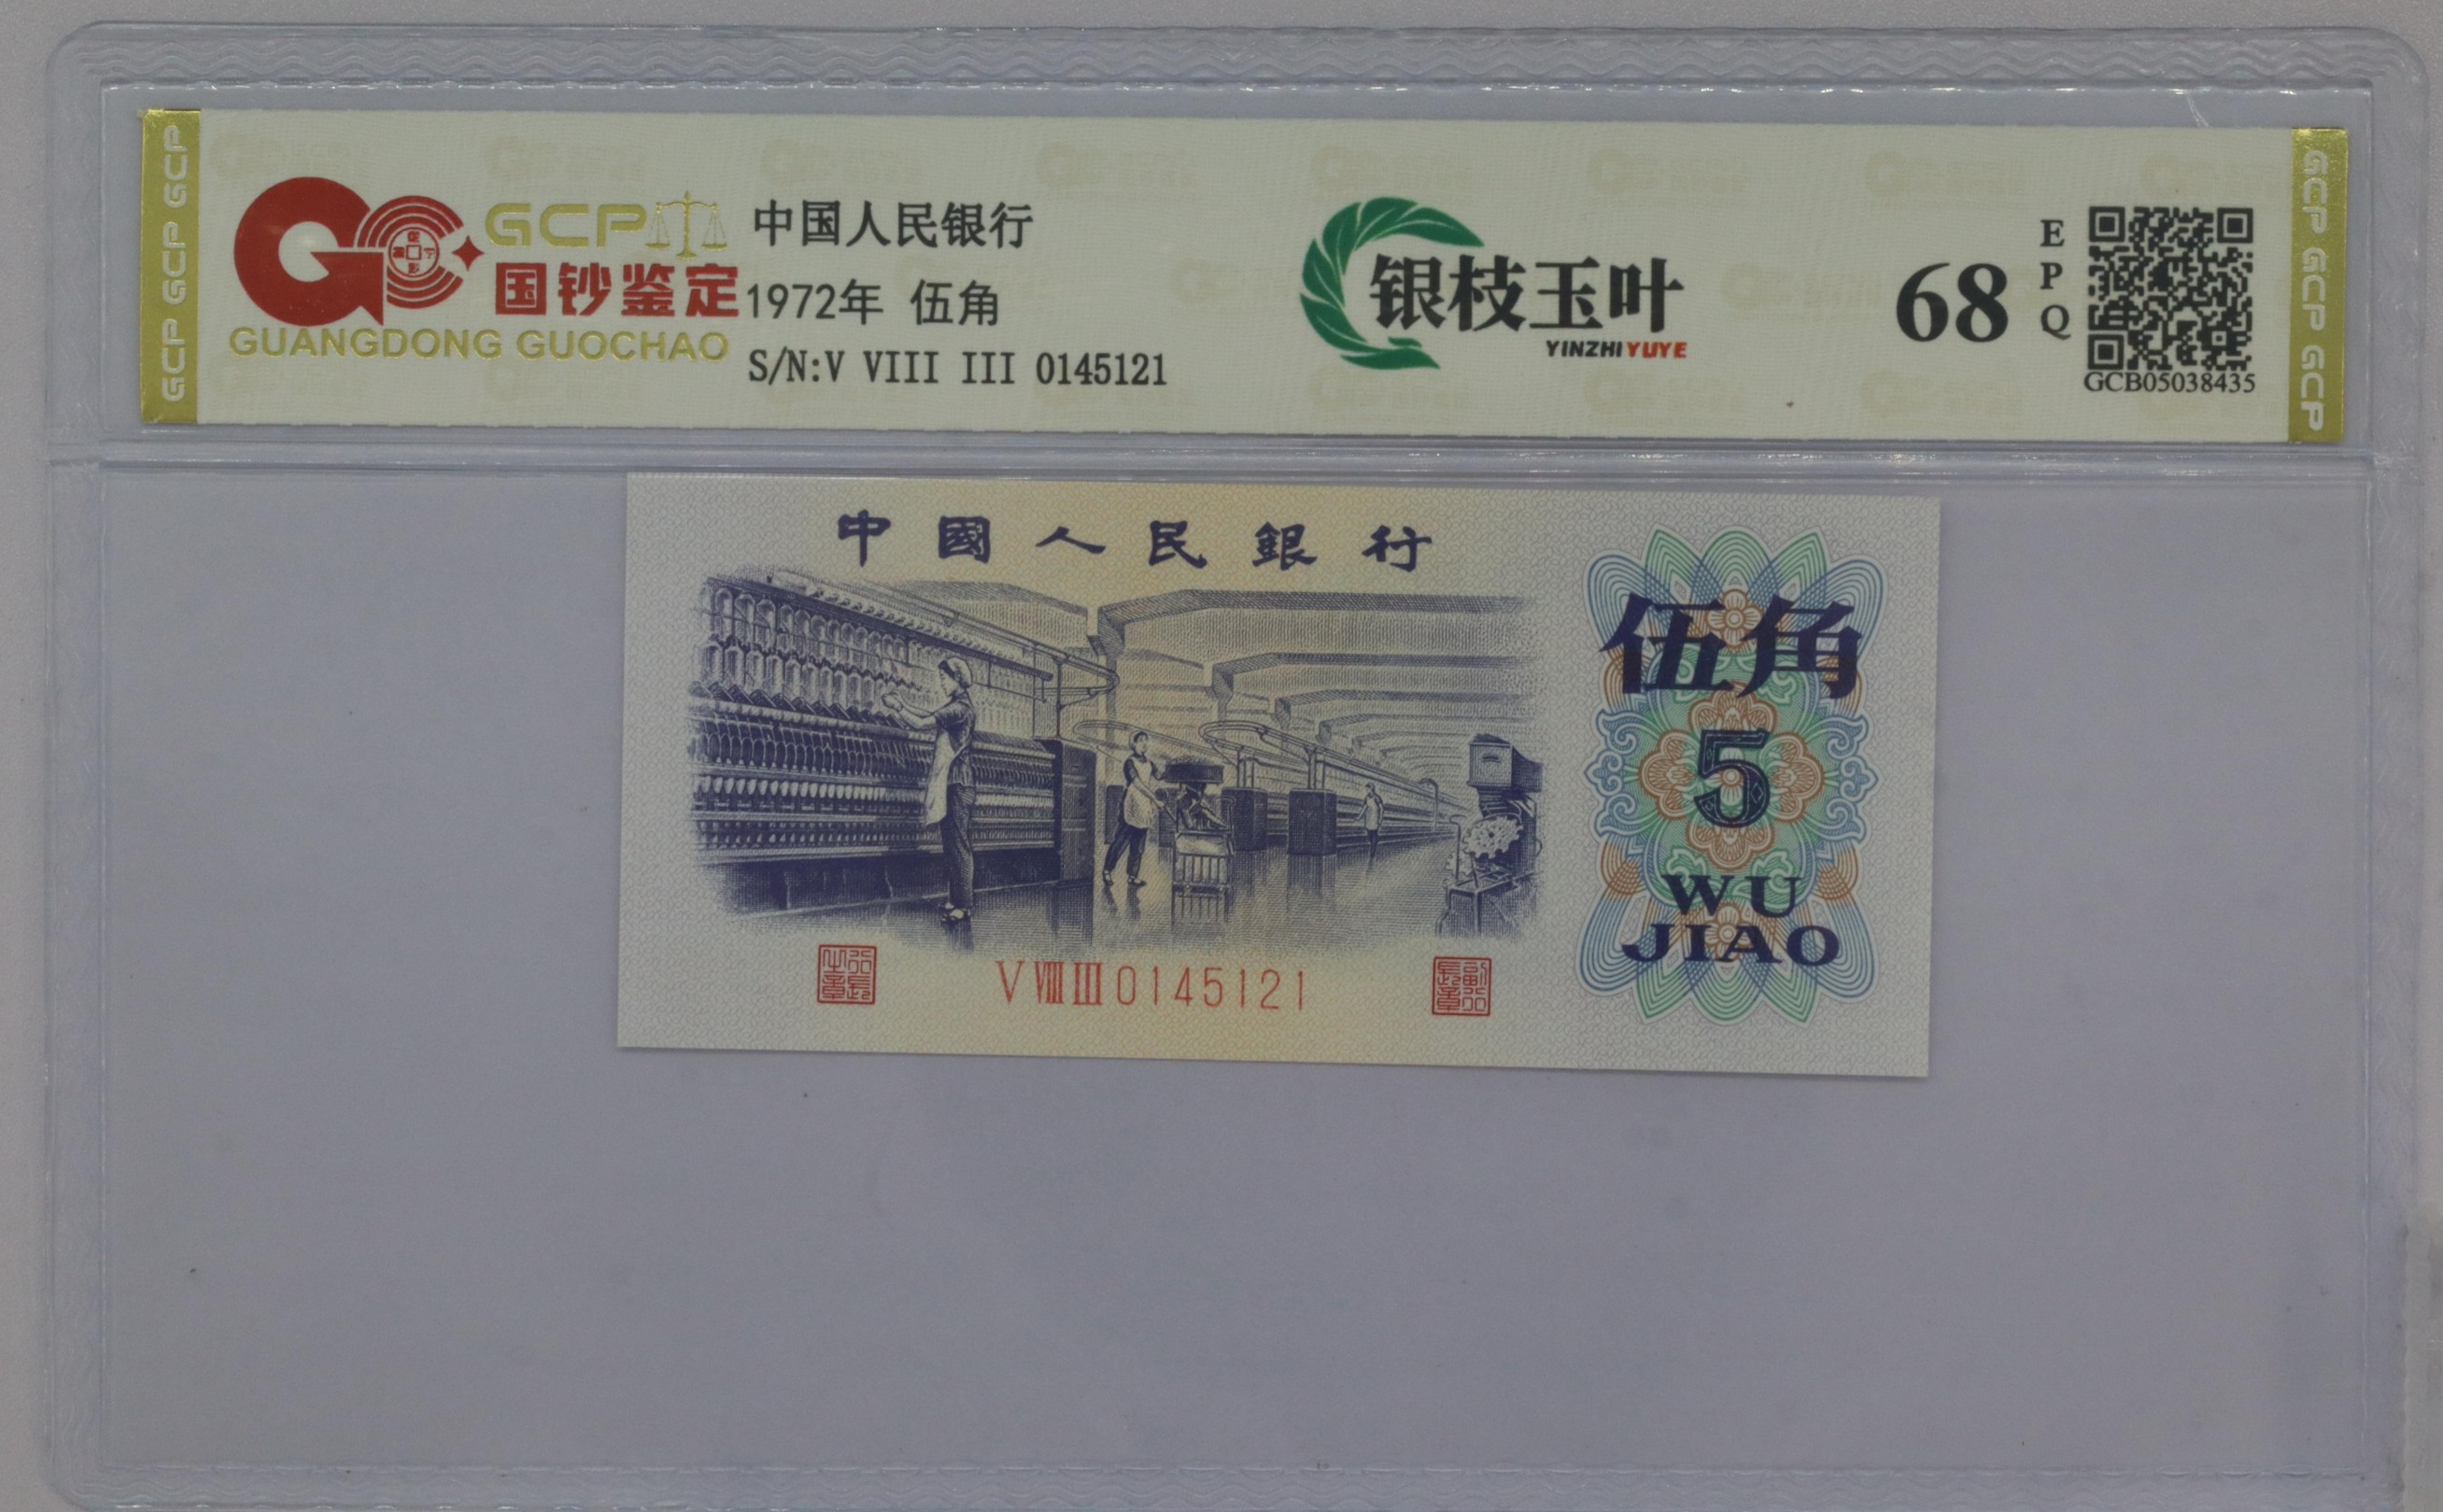 GCP
国钞鉴定
GUANGDONG GUOCHAO
中国人民银行
1972年 伍角
S/N:V VIII III 0145121
银枝玉叶
YINZHIYUYE
68
EPQ
GCB05038435
GCP GCP GCP
GCP GCP GCP
中國人民銀行
伍角
5
WU
JIAO
V VIII III 0145121